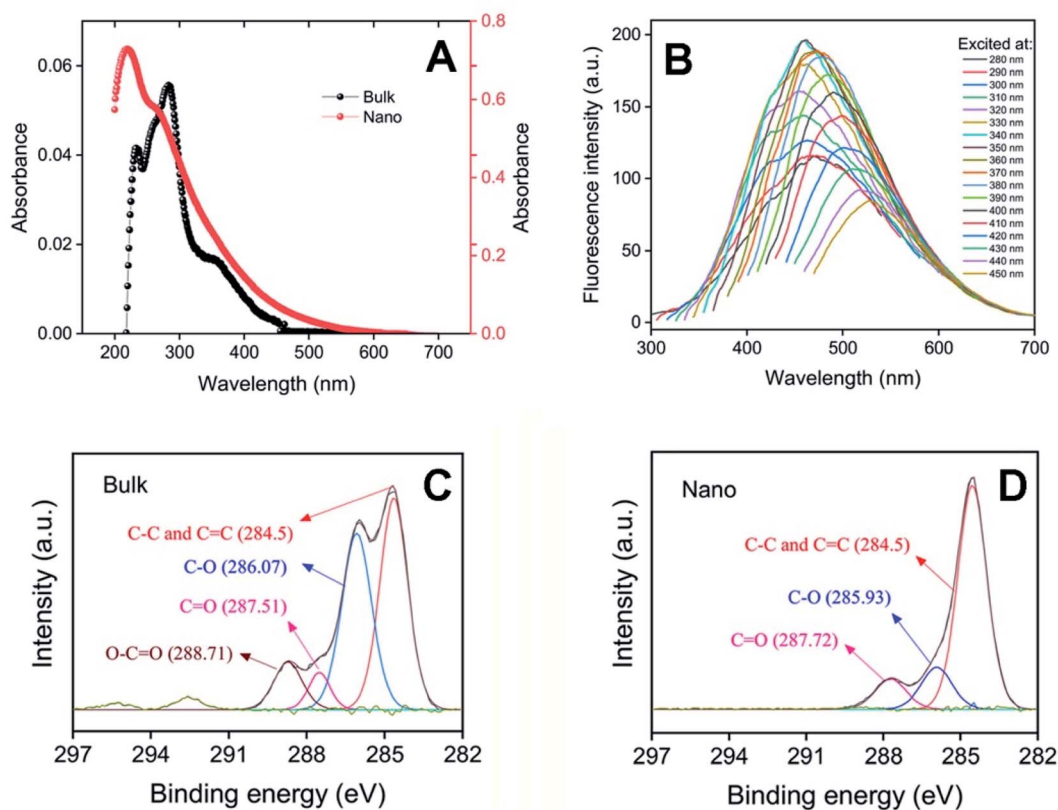 A
Bulk
Nano
Absorbance
0.06
0.04
0.02
0.00
Absorbance
0.8
0.6
0.4
0.2
0.0
200 300 400 500 600 700
Wavelength (nm)
B
Fluorescence intensity (a.u.)
200
150
100
50
0
300 400 500 600 700
Wavelength (nm)
Excited at:
280 nm
290 nm
300 nm
310 nm
320 nm
330 nm
340 nm
350 nm
360 nm
370 nm
380 nm
390 nm
400 nm
410 nm
420 nm
430 nm
440 nm
450 nm
Bulk
C
C-C and C=C (284.5)
C-O (286.07)
C=O (287.51)
O-C=O (288.71)
Intensity (a.u.)
297 294 291 288 285 282
Binding energy (eV)
Nano
D
C-C and C=C (284.5)
C-O (285.93)
C=O (287.72)
Intensity (a.u.)
297 294 291 288 285 282
Binding energy (eV)